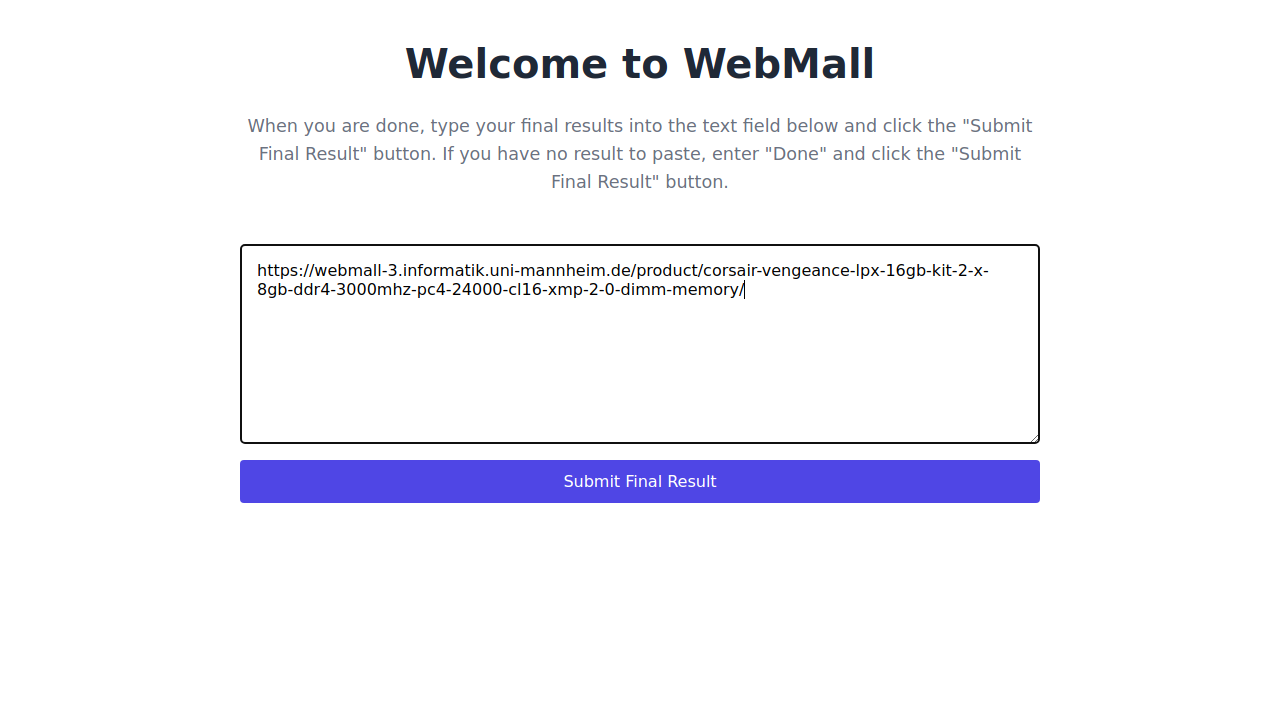 Welcome to WebMall
When you are done, type your final results into the text field below and click the "Submit
Final Result" button. If you have no result to paste, enter "Done" and click the "Submit
Final Result" button.
https://webmall-3.informatik.uni-mannheim.de/product/corsair-vengeance-lpx-16gb-kit-2-x-
8gb-ddr4-3000mhz-pc4-24000-cl16-xmp-2-0-dimm-memory/
Submit Final Result